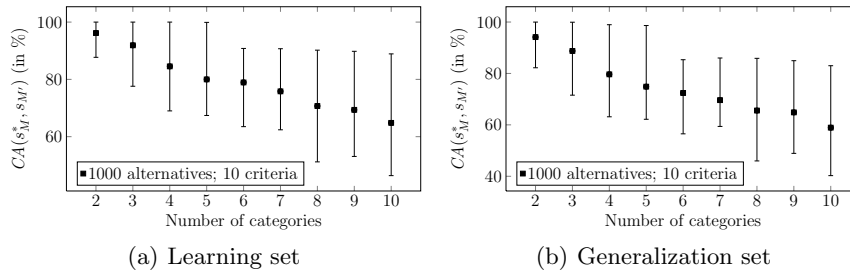 100
80
60
CA(s*_M, s_M′) (in %)
1000 alternatives; 10 criteria
2 3 4 5 6 7 8 9 10
Number of categories
(a) Learning set
100
80
60
40
CA(s*_M, s_M′) (in %)
1000 alternatives; 10 criteria
2 3 4 5 6 7 8 9 10
Number of categories
(b) Generalization set